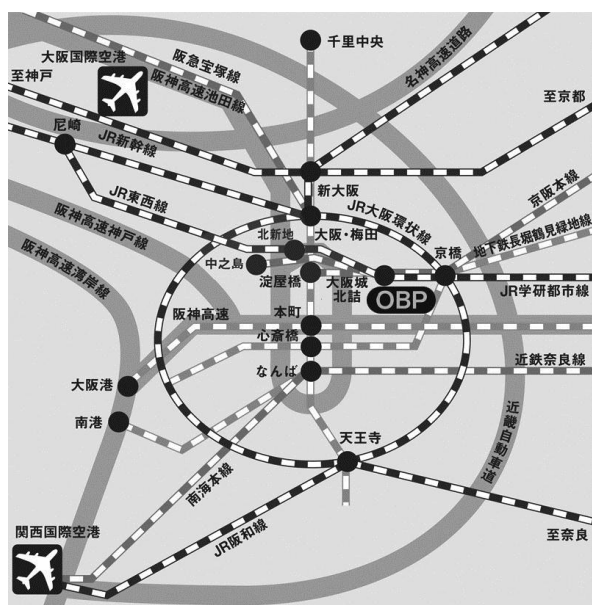 千里中央
大阪国際空港
阪急宝塚線
阪神高速池田線
至神戸
名神高速道路
至京都
尼崎
JR新幹線
新大阪
JR東西線
JR大阪環状線
京阪本線
大阪・梅田
北新地
地下鉄長堀鶴見緑地線
阪神高速神戸線
中之島
京橋
淀屋橋
大阪城
北詰
OBP
JR学研都市線
阪神高速湾岸線
阪神高速
本町
心斎橋
近鉄奈良線
なんば
大阪港
南港
近畿自動車道
天王寺
南海本線
関西国際空港
JR阪和線
至奈良